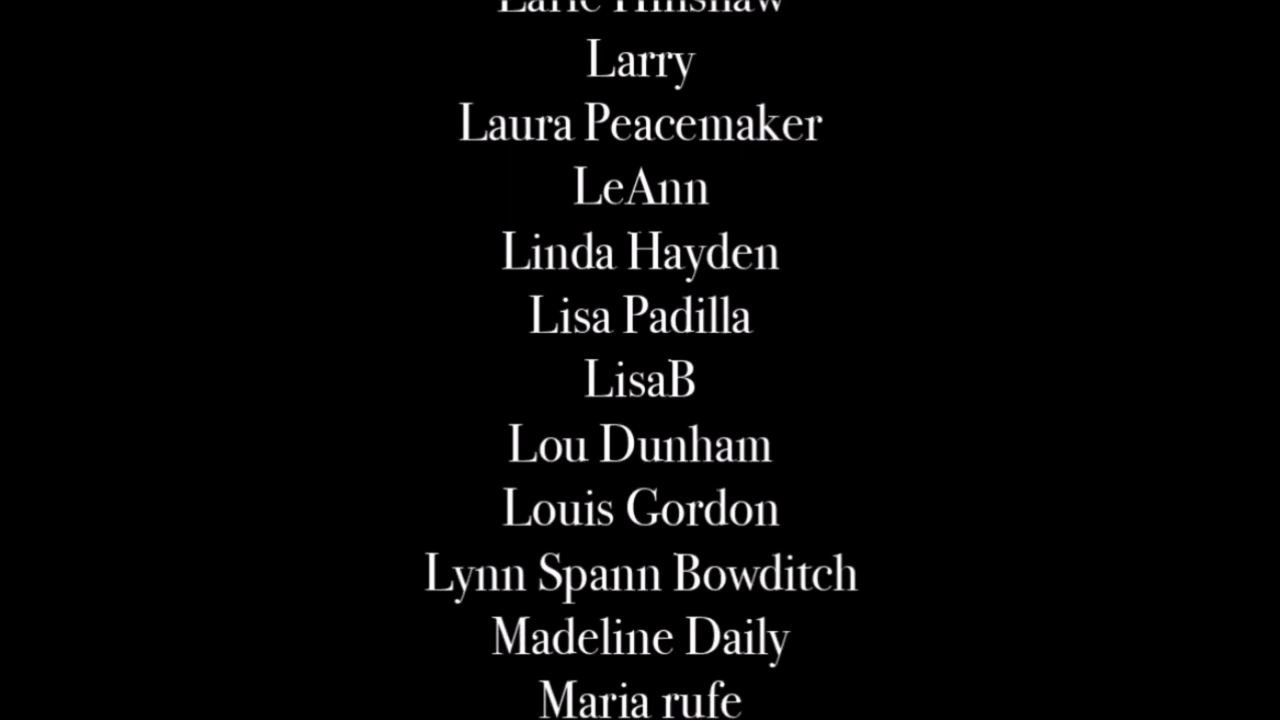 Larie Hinshaw
Larry
Laura Peacemaker
LeAnn
Linda Hayden
Lisa Padilla
LisaB
Lou Dunham
Louis Gordon
Lynn Spann Bowditch
Madeline Daily
Maria rufe